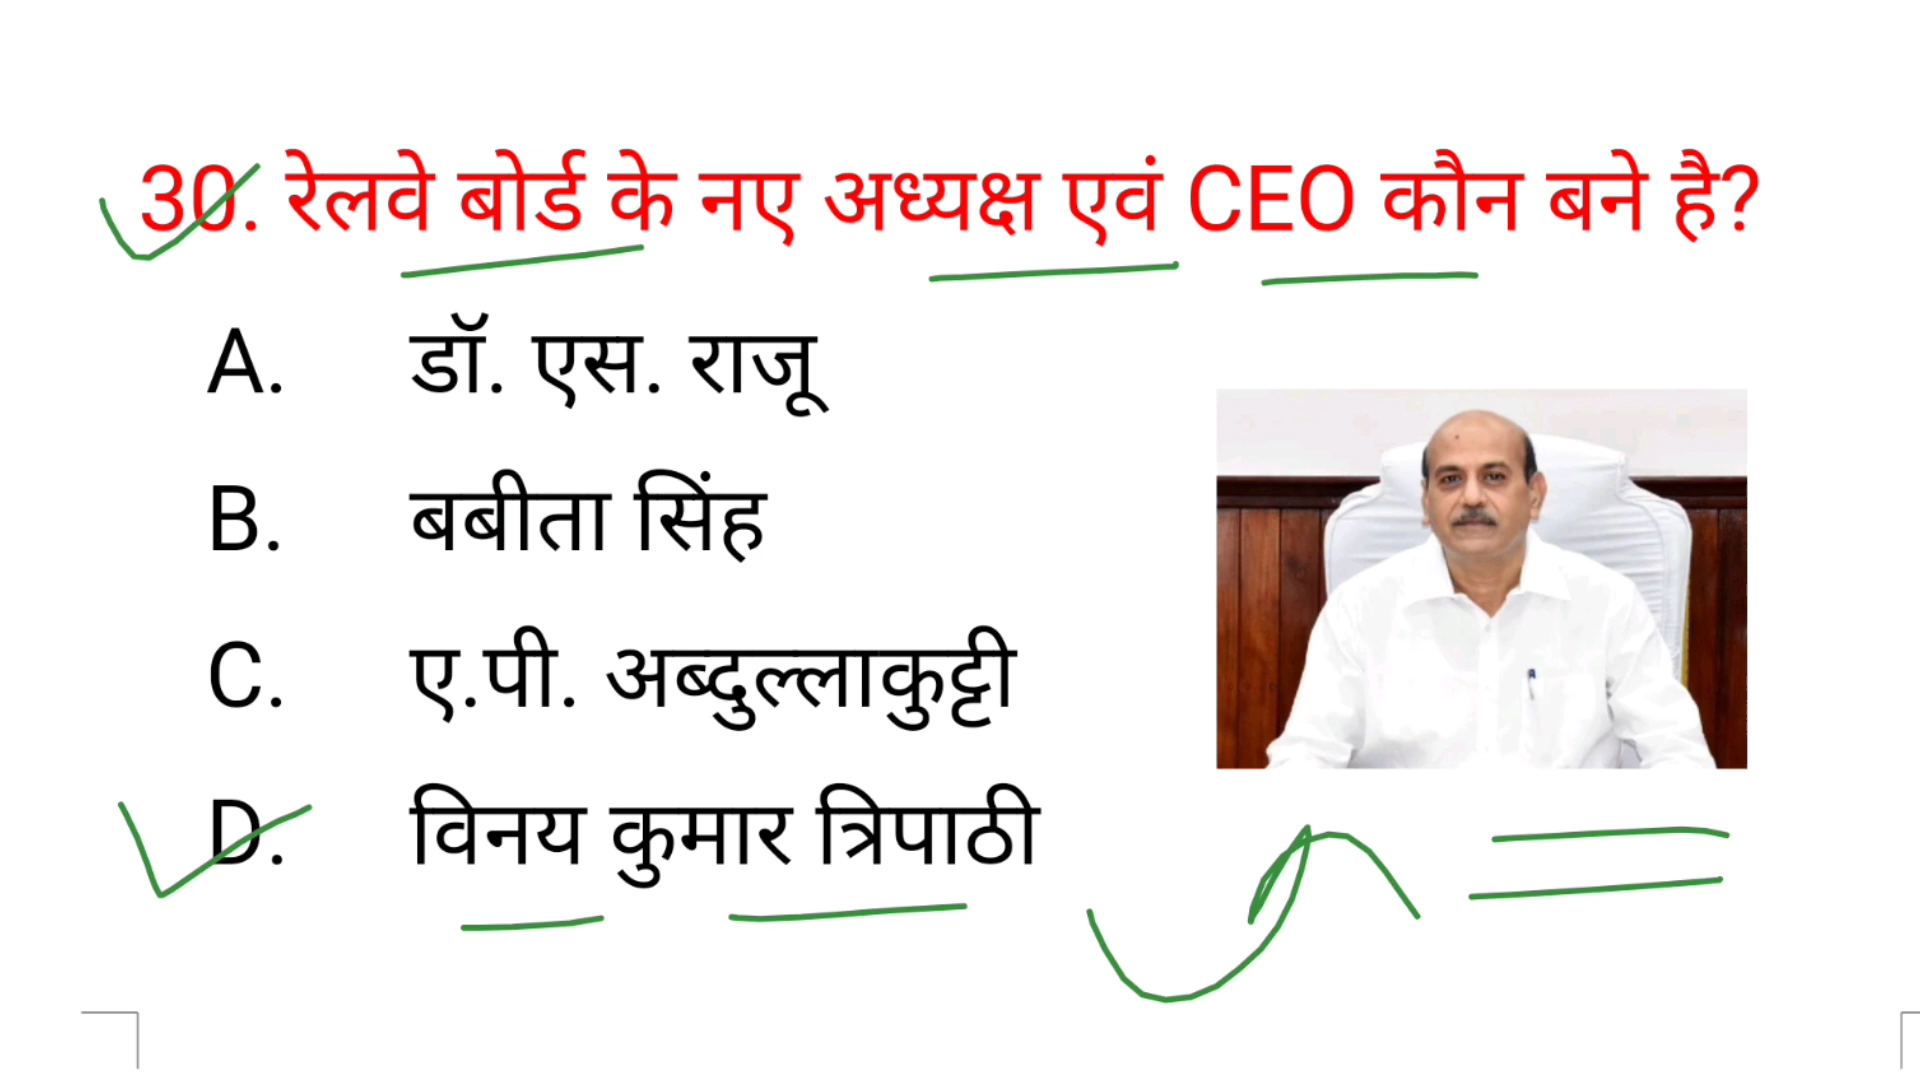 30. रेलवे बोर्ड के नए अध्यक्ष एवं CEO कौन बने है?
A. डॉ. एस. राजू
B. बबीता सिंह
C. ए.पी. अब्दुल्लाकुट्टी
D. विनय कुमार त्रिपाठी